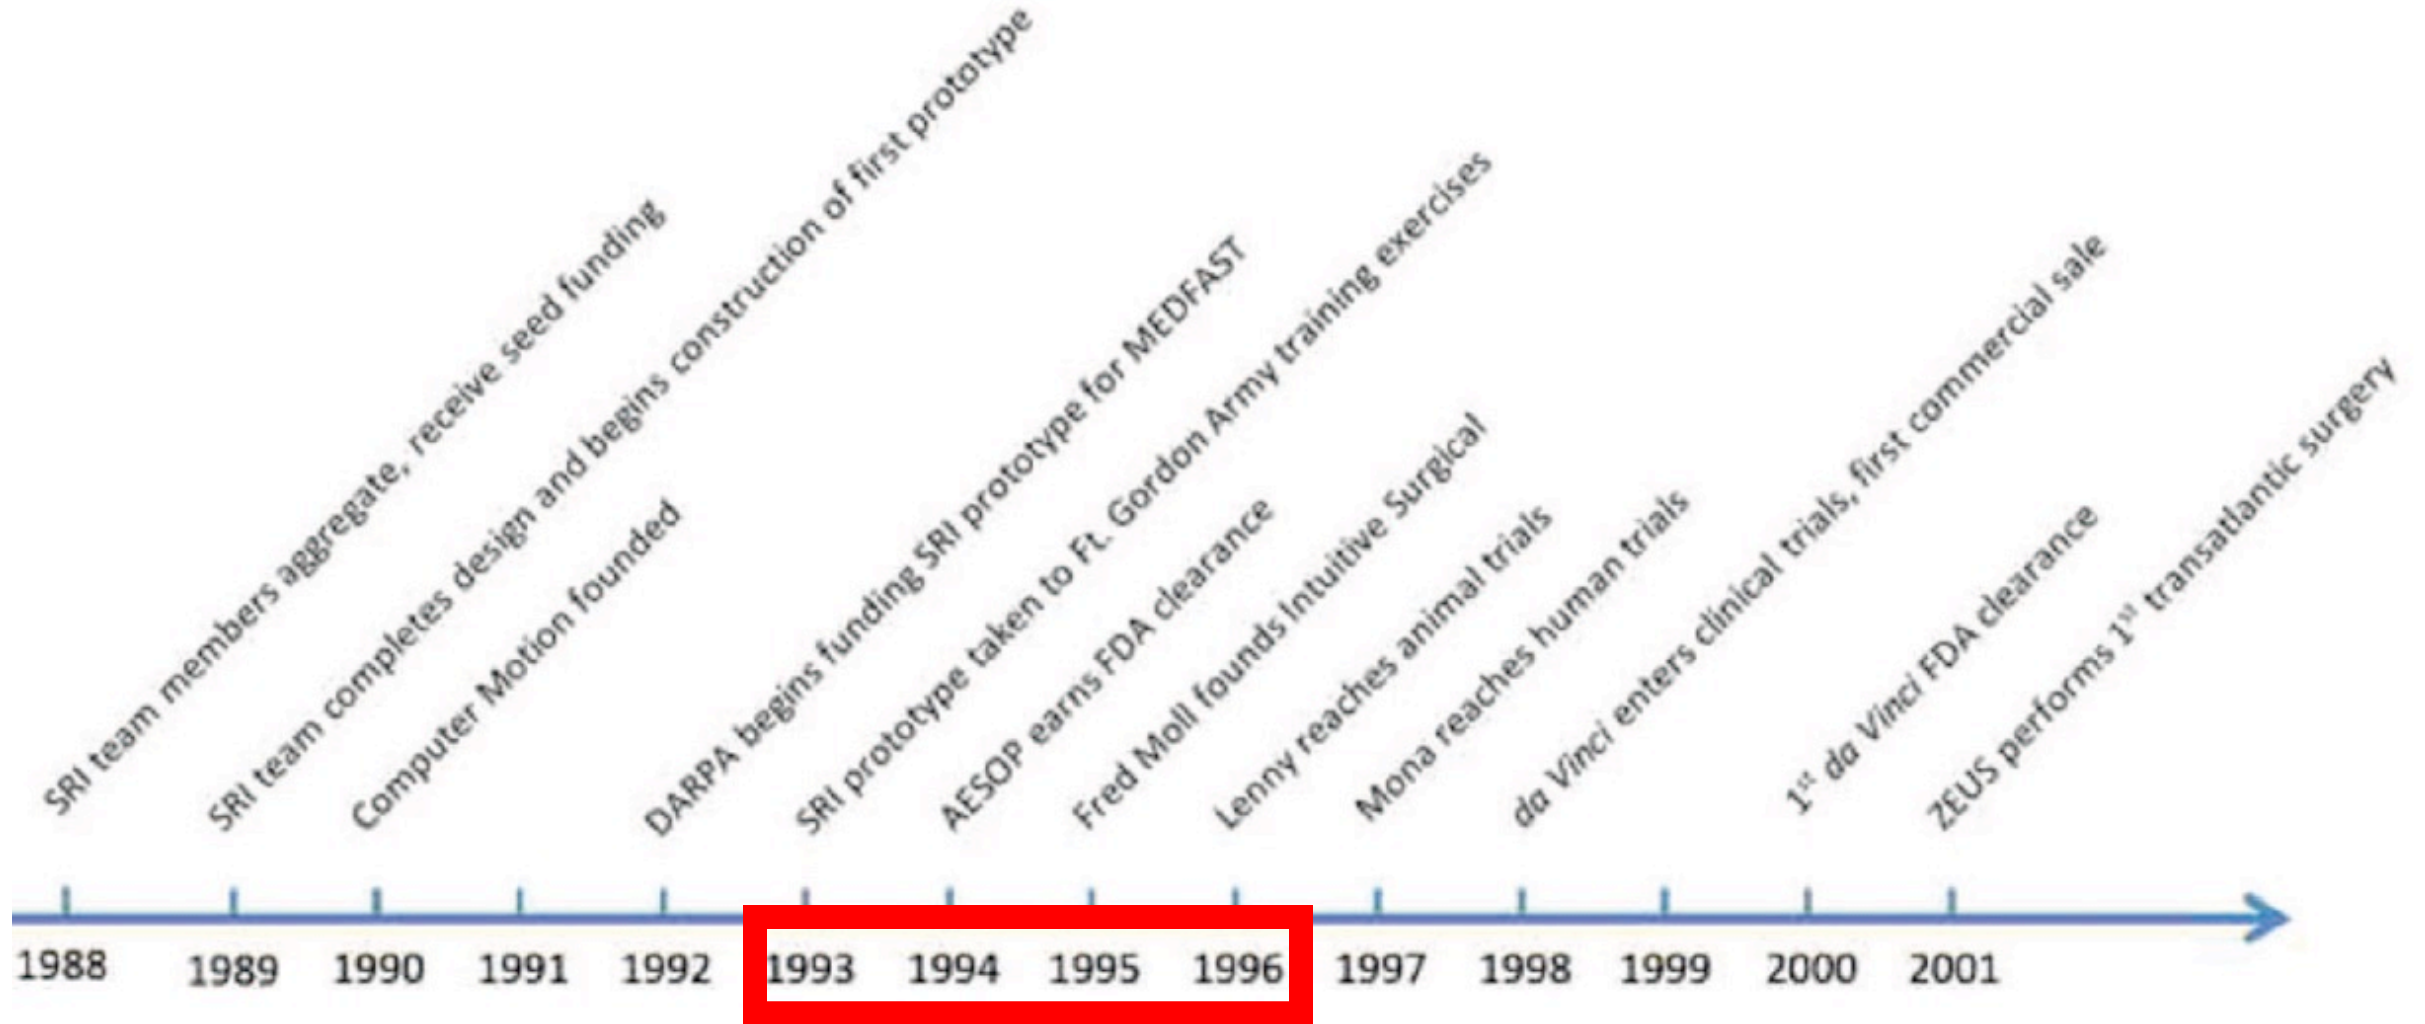 SRI team members aggregate, receive seed funding
SRI team completes design and begins construction of first prototype
Computer Motion founded
DARPA begins funding SRI prototype for MEDFAST
SRI prototype taken to Ft. Gordon Army training exercises
AESOP earns FDA clearance
Fred Moll founds Intuitive Surgical
Lenny reaches animal trials
Mona reaches human trials
da Vinci enters clinical trials, first commercial sale
1st da Vinci FDA clearance
ZEUS performs 1st transatlantic surgery
1988 1989 1990 1991 1992 1993 1994 1995 1996 1997 1998 1999 2000 2001